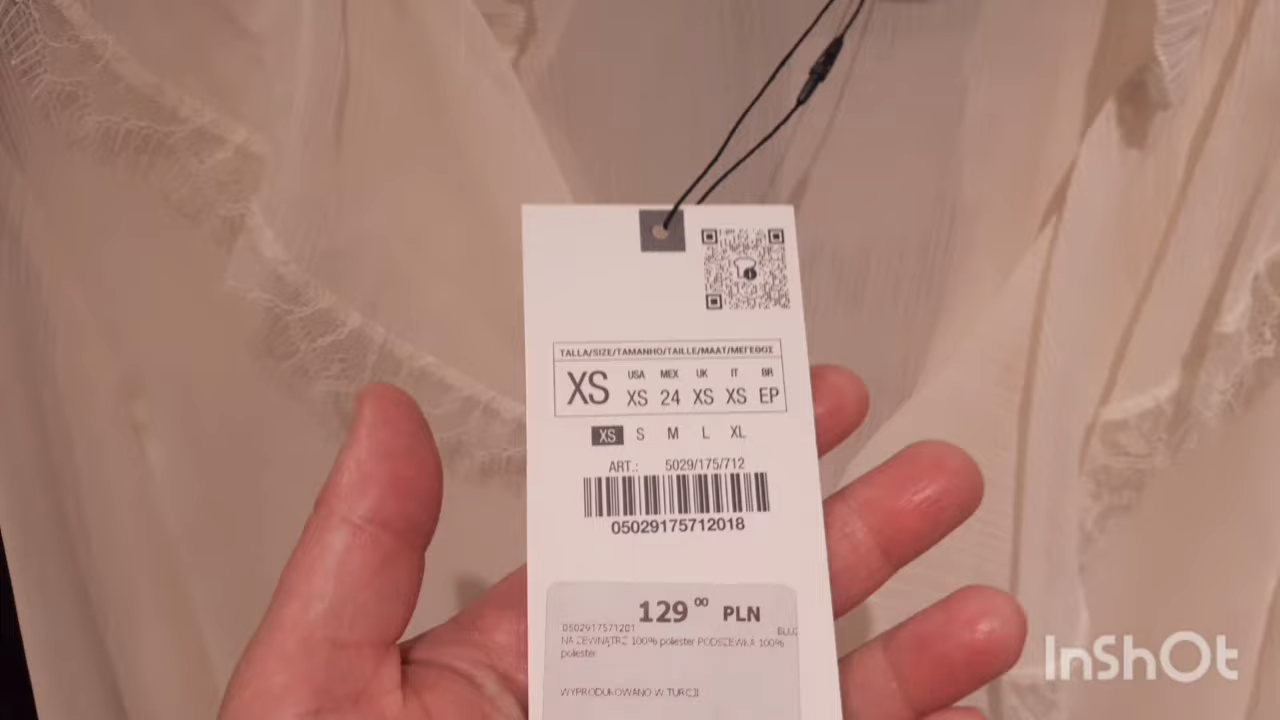 TALLA/SIZE/TAMANHO/TAILLE/MAAT/ΜΕΓΕΘΟΣ
XS
USA MEX UK IT BR
XS 24 XS XS EP
XS S M L XL
ART.: 5029/175/712
05029175712018
129 00 PLN
0502917571201
NA ZEWNĄTRZ 100% poliester PODSZEWKA 100%
poliester
WYPRODUKOWANO W TURCJI
InShOt